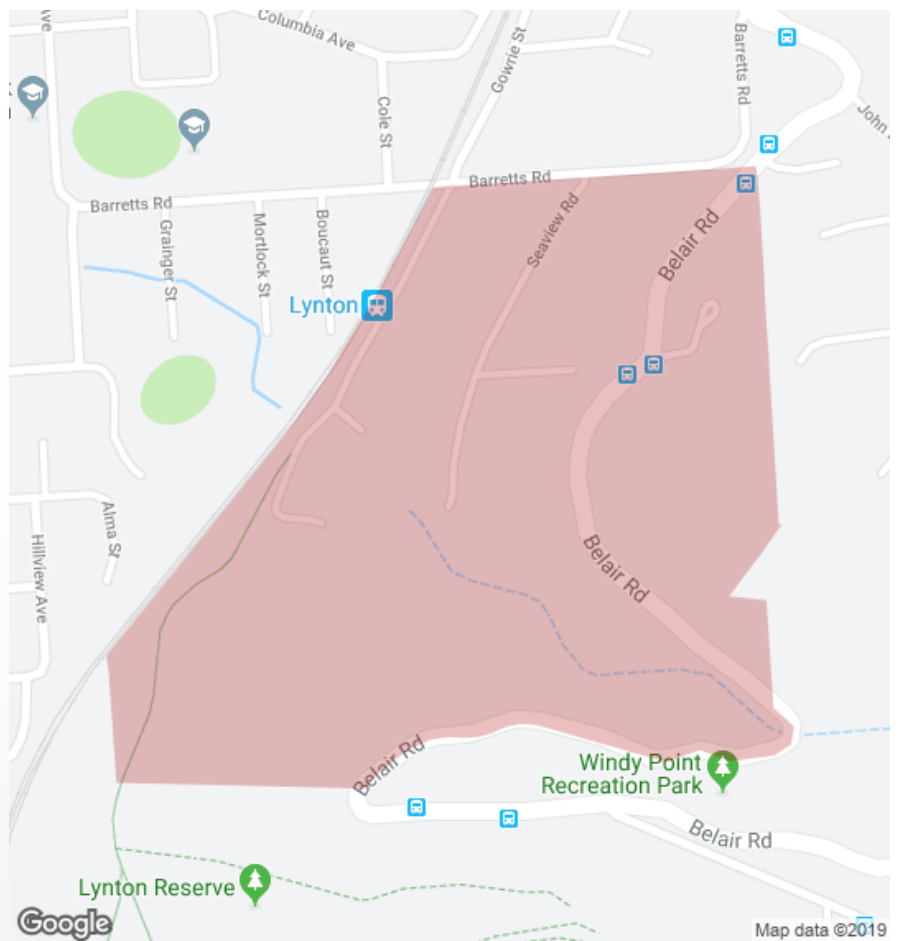 Ave
Columbia Ave
Gowrie St
Barretts Rd
Cole St
John
Barretts Rd
Barretts Rd
Grainger St
Mortlock St
Boucaut St
Seaview Rd
Belair Rd
Lynton
Alma St
Hillview Ave
Belair Rd
Belair Rd
Windy Point
Recreation Park
Belair Rd
Lynton Reserve
Google
Map data ©2019